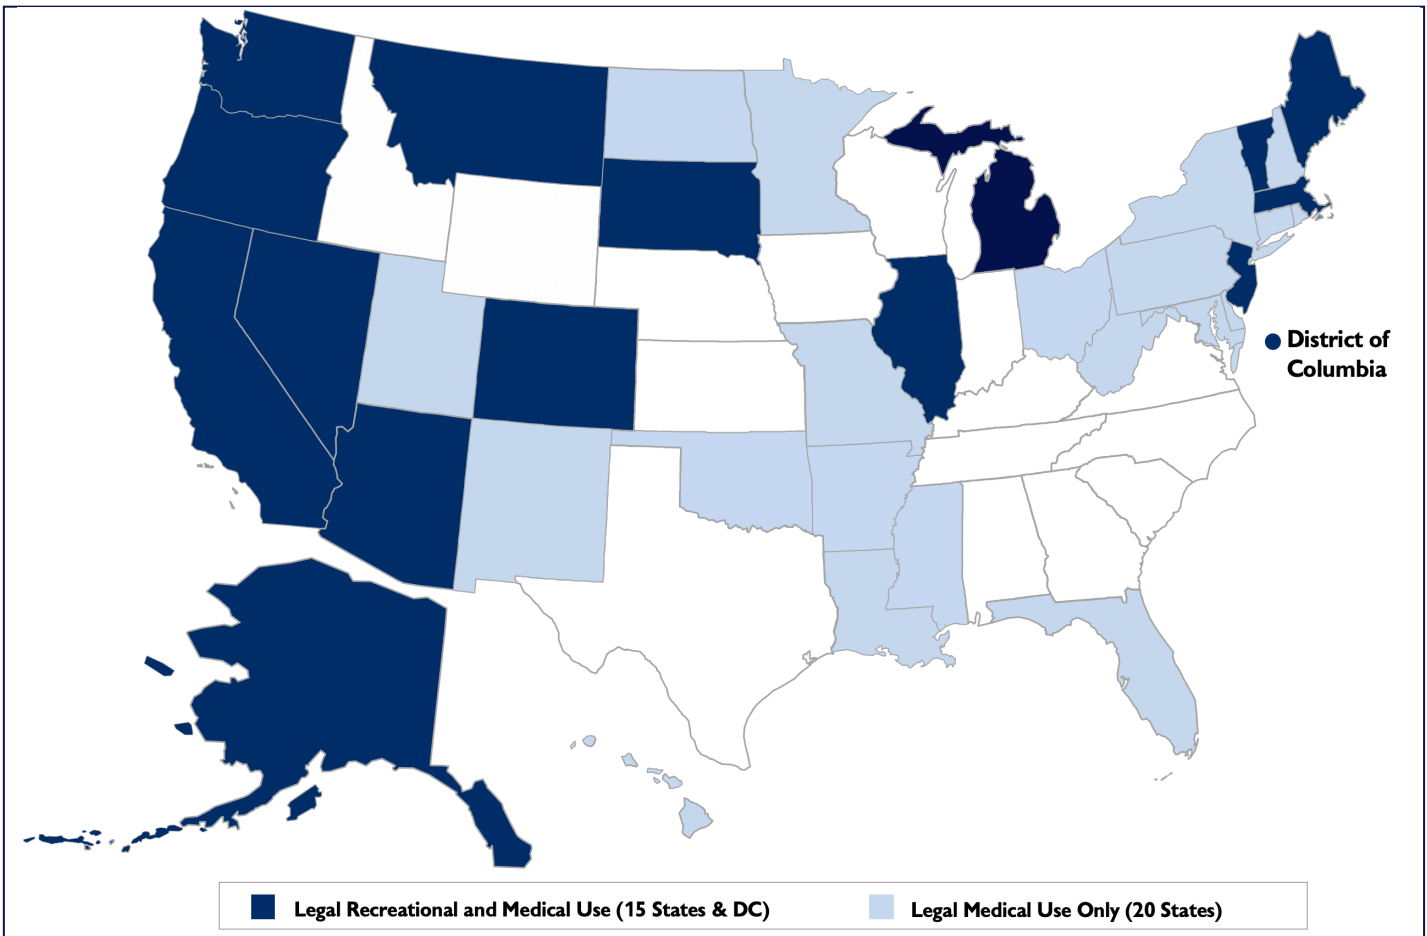 District of
Columbia
Legal Recreational and Medical Use (15 States & DC)
Legal Medical Use Only (20 States)